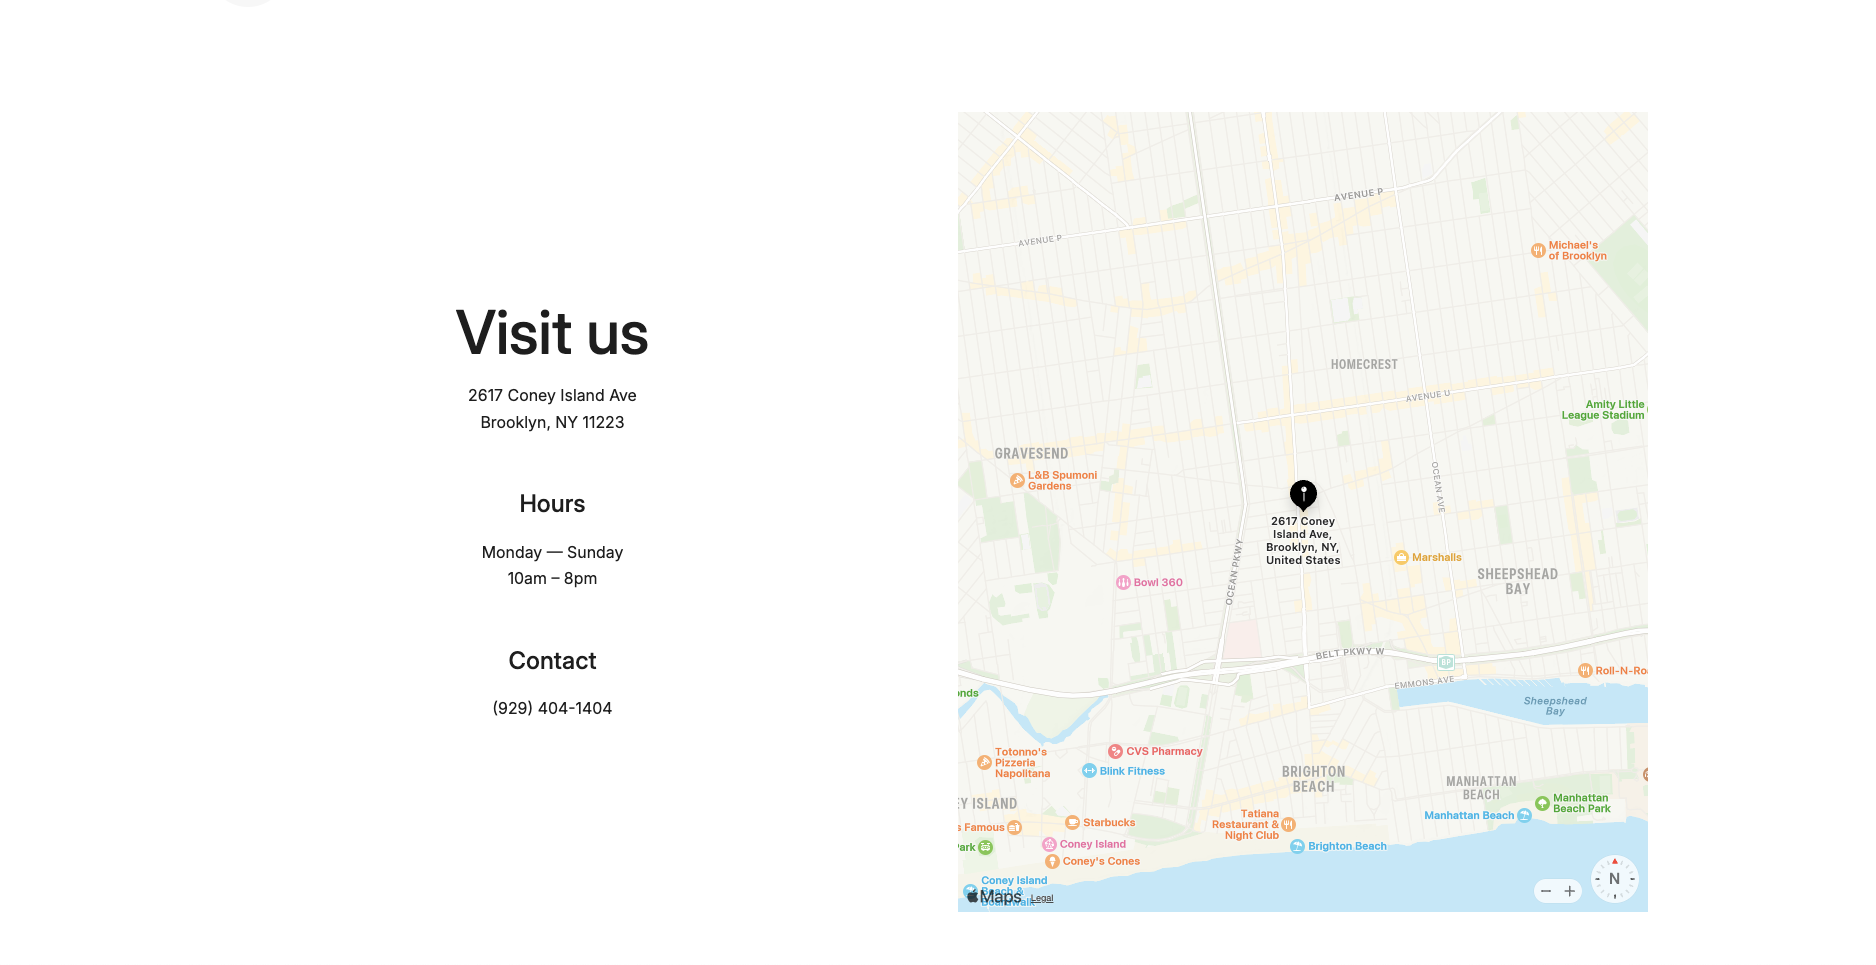 Visit us
2617 Coney Island Ave
Brooklyn, NY 11223
Hours
Monday — Sunday
10am – 8pm
Contact
(929) 404-1404
AVENUE P
AVENUE P
Michael's
of Brooklyn
HOMECREST
AVENUE U
Amity Little
League Stadium
GRAVESEND
L&B Spumoni
Gardens
OCEAN AVE
2617 Coney
Island Ave,
Brooklyn, NY,
United States
OCEAN PKWY
Marshalls
Bowl 360
SHEEPSHEAD
BAY
BELT PKWY W
BP
Roll-N-Ro
EMMONS AVE
onds
Sheepshead
Bay
Totonno's
Pizzeria
Napolitana
CVS Pharmacy
Blink Fitness
BRIGHTON
BEACH
MANHATTAN
BEACH
EY ISLAND
Manhattan
Beach Park
Manhattan Beach
s Famous
Starbucks
Tatiana
Restaurant &
Night Club
Park
Coney Island
Brighton Beach
Coney's Cones
Coney Island
Beach &
Boardwalk
Maps
Legal
N